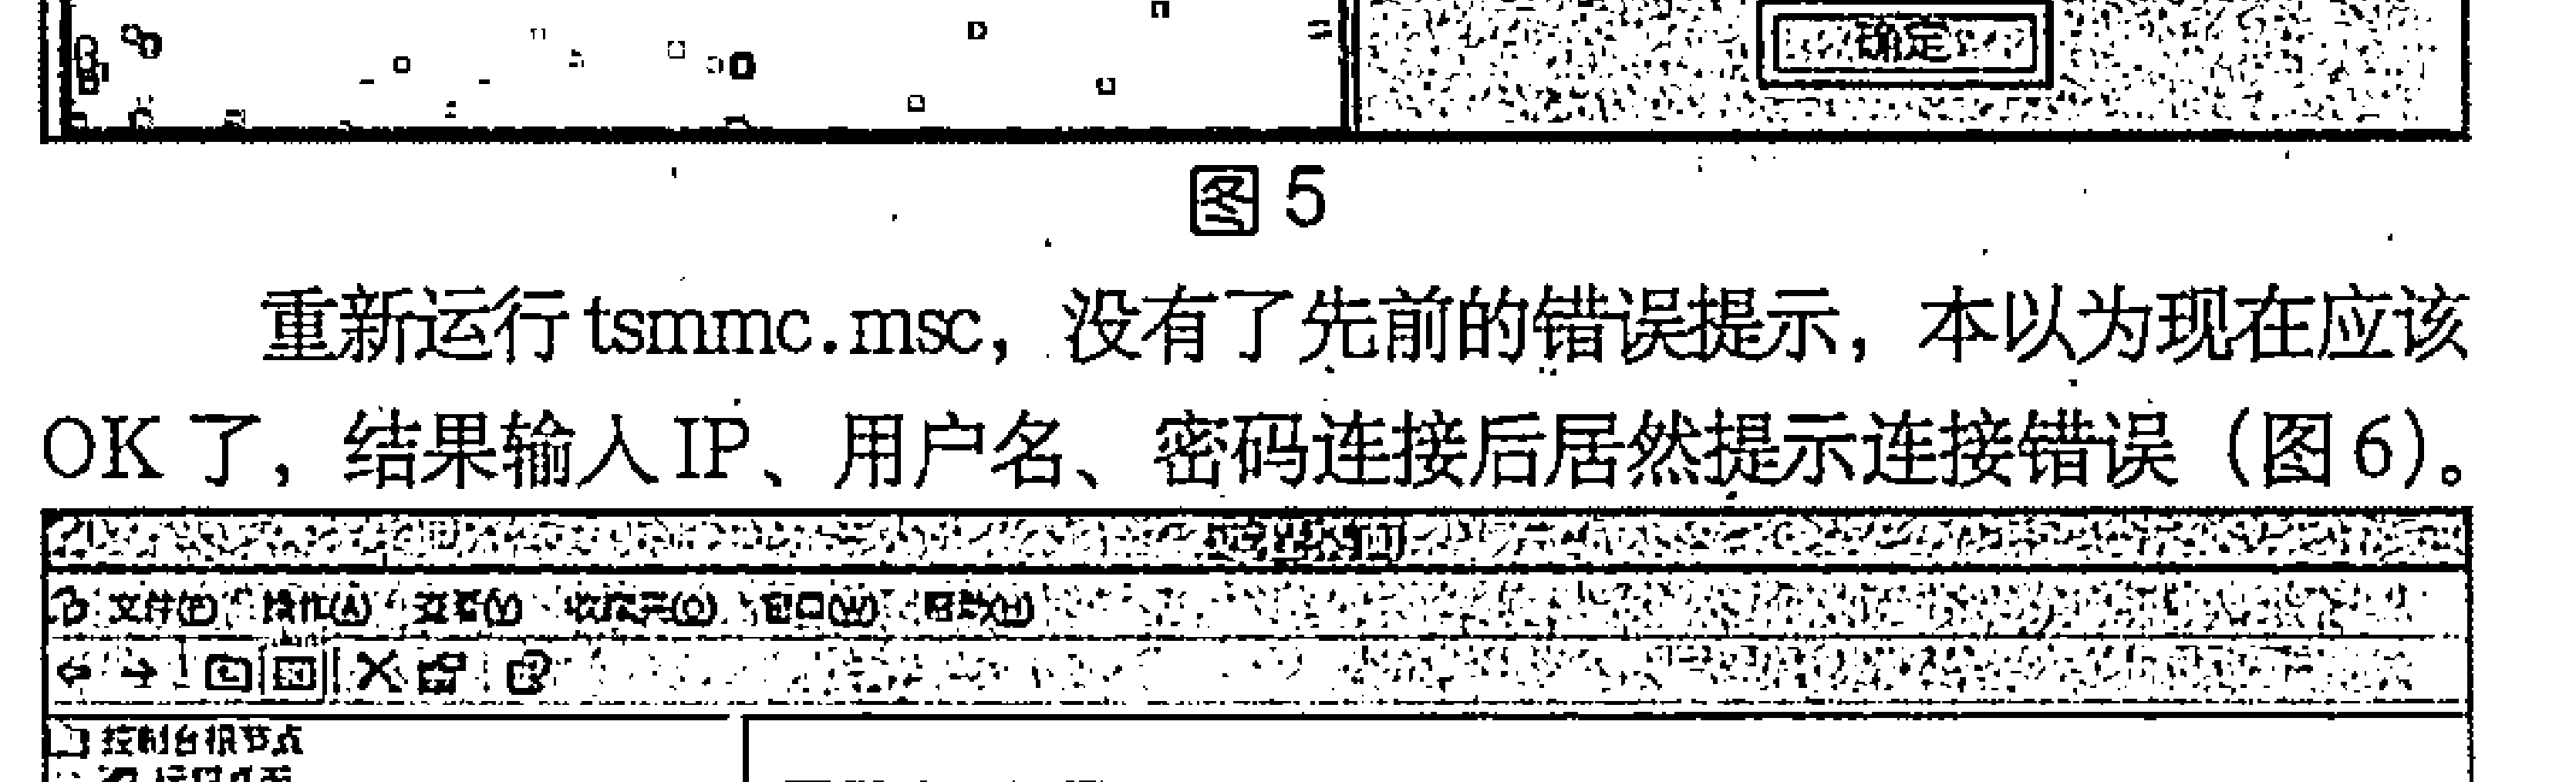 确定
图5
重新运行tsmmc.msc，没有了先前的错误提示，本以为现在应该
OK了，结果输入IP、用户名、密码连接后居然提示连接错误（图6）。
远程桌面
文件(F) 操作(A) 查看(V) 收藏夹(O) 窗口(W) 帮助(H)
控制台根节点